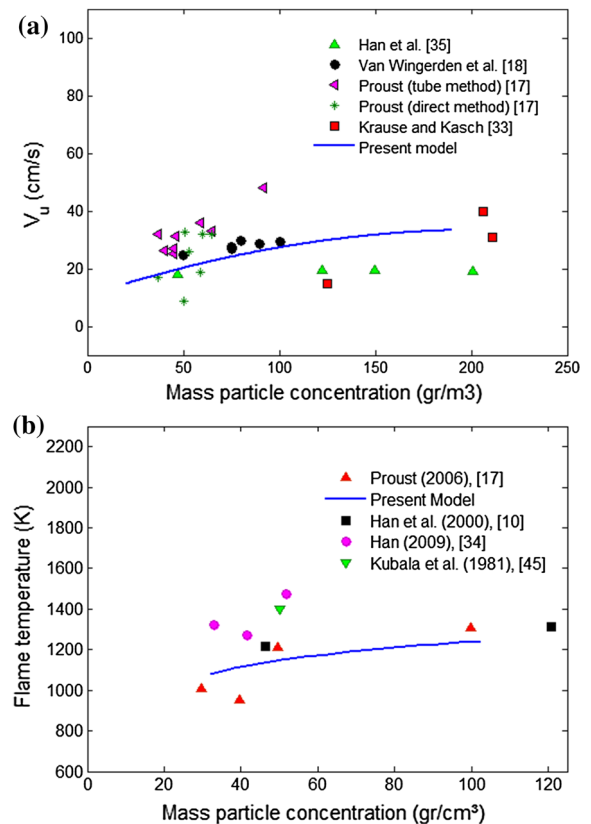 (a)
100
80
60
40
20
0
V_u (cm/s)
Han et al. [35]
Van Wingerden et al. [18]
Proust (tube method) [17]
Proust (direct method) [17]
Krause and Kasch [33]
Present model
0 50 100 150 200 250
Mass particle concentration (gr/m3)
(b)
2200
2000
1800
1600
1400
1200
1000
800
600
Flame temperature (K)
Proust (2006), [17]
Present Model
Han et al. (2000), [10]
Han (2009), [34]
Kubala et al. (1981), [45]
0 20 40 60 80 100 120
Mass particle concentration (gr/cm³)